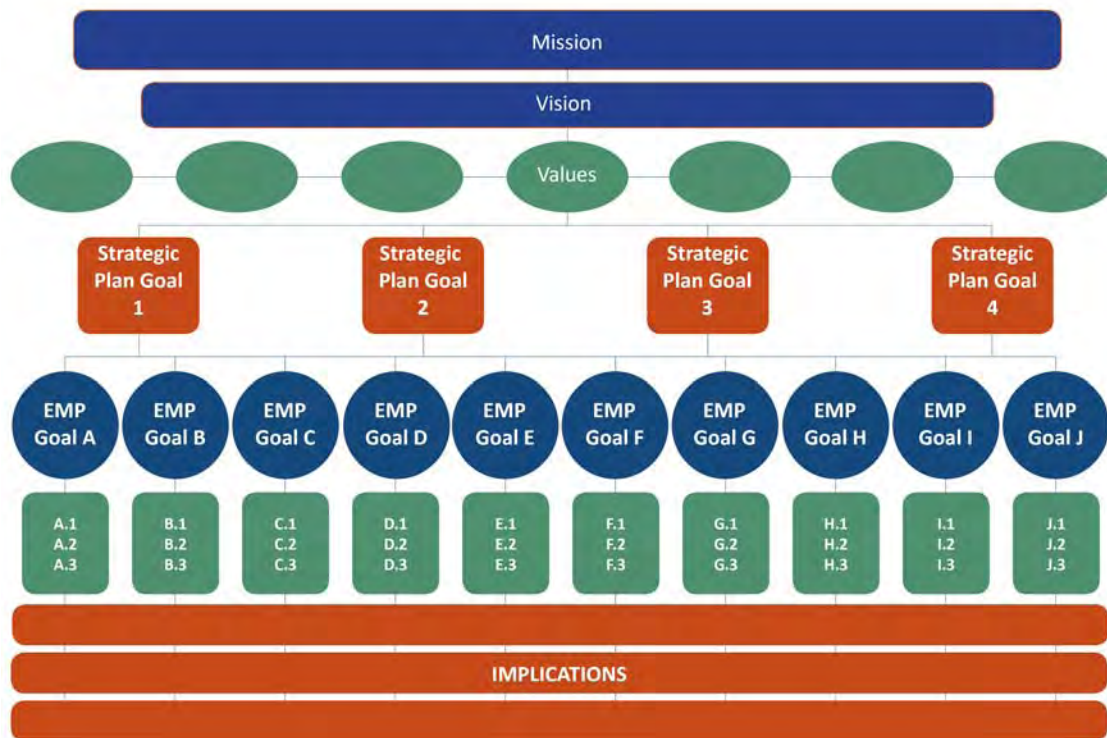 Mission
Vision
Values
Strategic
Plan Goal
1
Strategic
Plan Goal
2
Strategic
Plan Goal
3
Strategic
Plan Goal
4
EMP
Goal A
EMP
Goal B
EMP
Goal C
EMP
Goal D
EMP
Goal E
EMP
Goal F
EMP
Goal G
EMP
Goal H
EMP
Goal I
EMP
Goal J
A.1
A.2
A.3
B.1
B.2
B.3
C.1
C.2
C.3
D.1
D.2
D.3
E.1
E.2
E.3
F.1
F.2
F.3
G.1
G.2
G.3
H.1
H.2
H.3
I.1
I.2
I.3
J.1
J.2
J.3
IMPLICATIONS